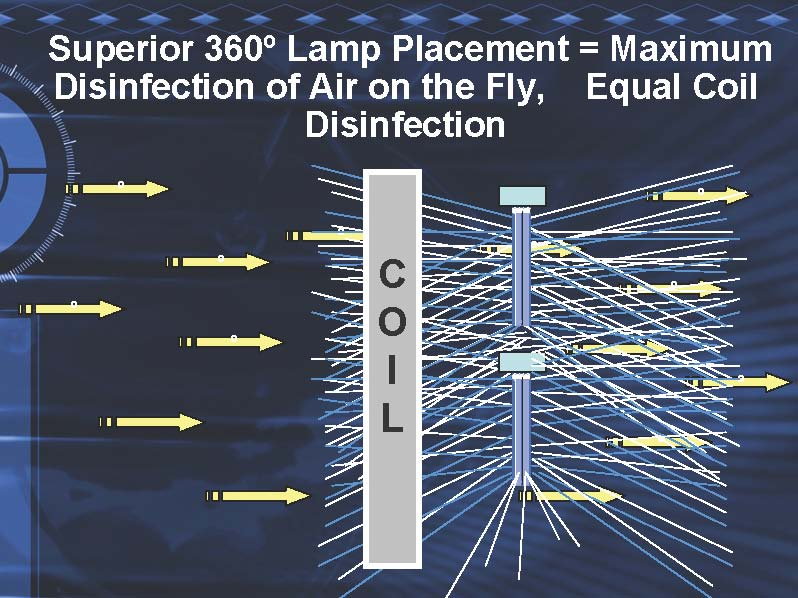 Superior 360º Lamp Placement = Maximum
Disinfection of Air on the Fly, Equal Coil
Disinfection
C
O
I
L